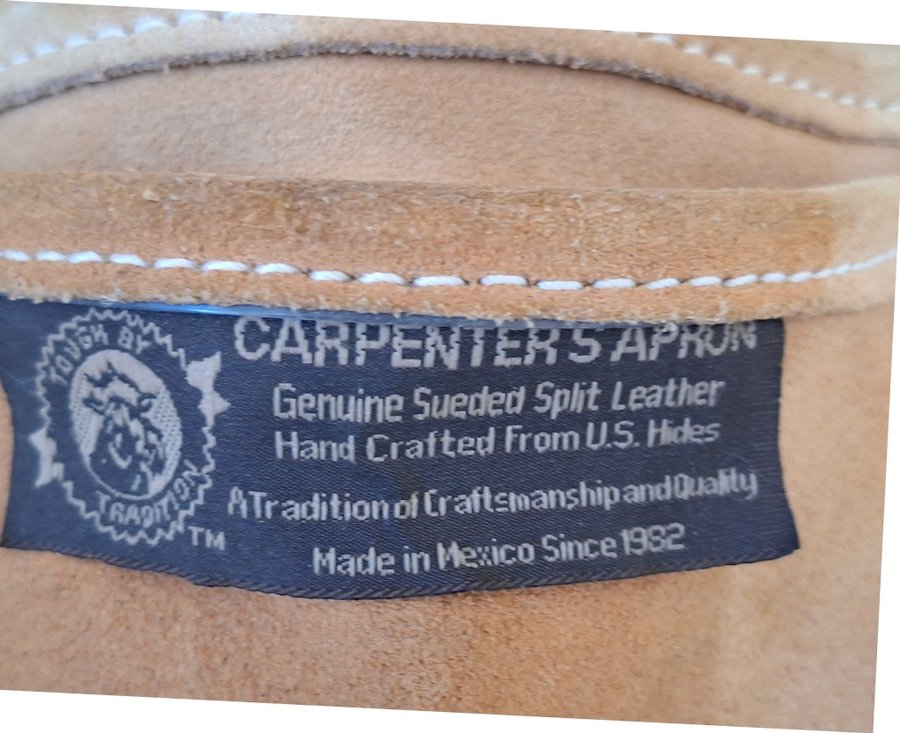 TOUGH BY
TRADITION
TM
CARPENTER'S APRON
Genuine Sueded Split Leather
Hand Crafted From U.S. Hides
A Tradition of Craftsmanship and Quality
Made in Mexico Since 1982